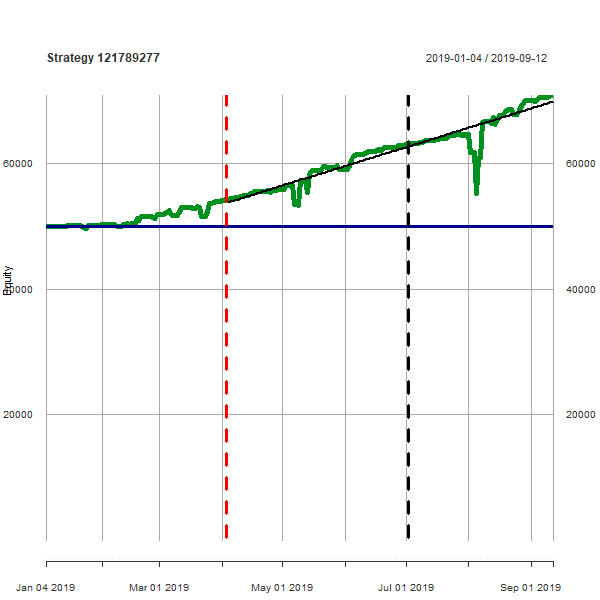 Strategy 121789277 2019-01-04 / 2019-09-12
60000 60000
Equity
40000 40000
20000 20000
Jan 04 2019 Mar 01 2019 May 01 2019 Jul 01 2019 Sep 01 2019